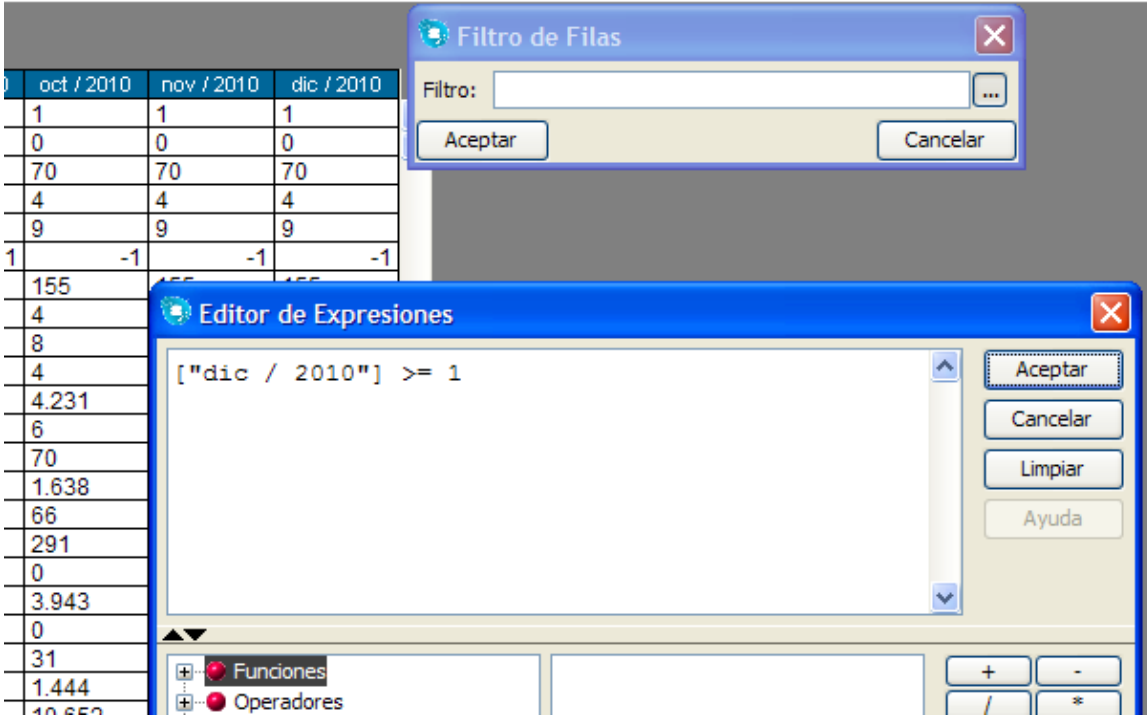 Filtro de Filas
Filtro:
...
Aceptar Cancelar
oct / 2010 nov / 2010 dic / 2010
1 1 1
0 0 0
70 70 70
4 4 4
9 9 9
1 -1 -1 -1
155
4
8
4
4.231
6
70
1.638
66
291
0
3.943
0
31
1.444
Editor de Expresiones
["dic / 2010"] >= 1
Aceptar
Cancelar
Limpiar
Ayuda
Funciones
Operadores
+ -
/ *